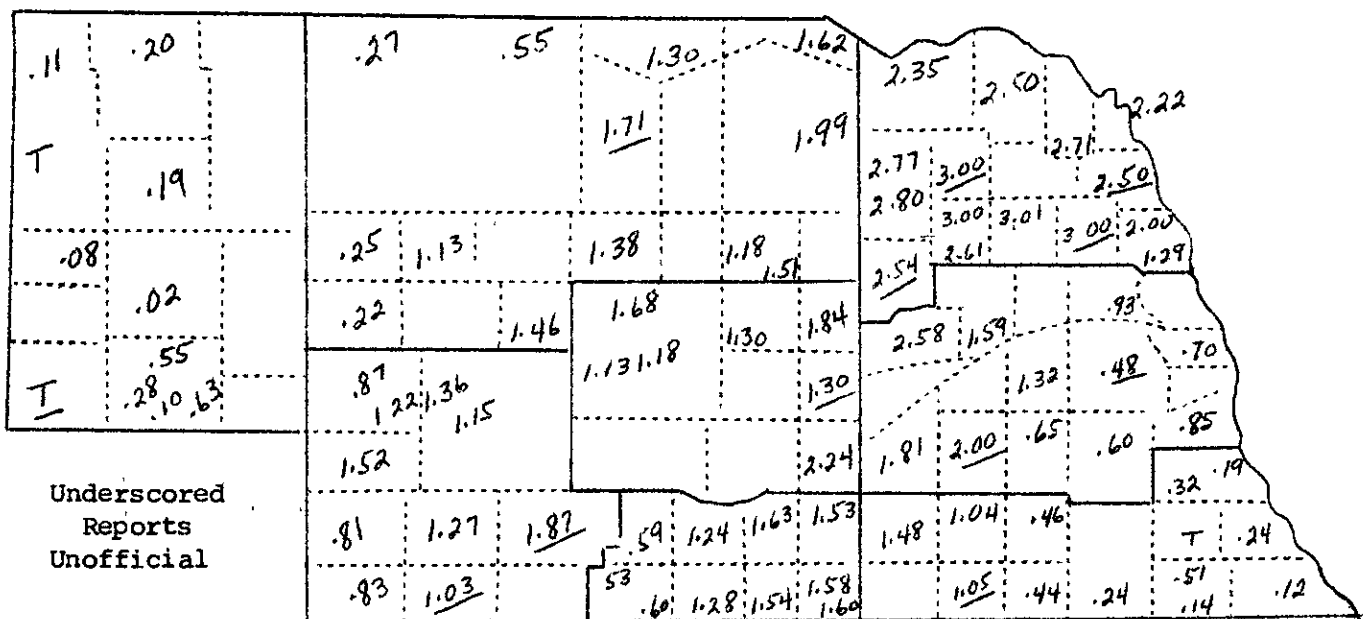 .11 .20 .27 .55 1.30 1.62
2.35 2.50 2.22
T .19 1.71 1.99 2.77 3.00 2.71 2.50
2.80 3.00 3.01 3.00 2.00
.08 .25 1.13 1.38 1.18 1.51 2.54 2.61 1.29
.02 .22 1.46 1.68 1.30 1.84 2.58 1.59 .93
.55 .87 1.36 1.13 1.18 1.30 1.32 .48 .70
T .28 .10 .63 1.22 1.15 .85
1.52 2.24 1.81 2.00 .65 .60
.32 .19
Underscored
Reports
Unofficial
.81 1.27 1.87 .59 1.24 1.63 1.53 1.48 1.04 .46 T .24
.83 1.03 53 .60 1.28 1.54 1.58 1.05 .44 .24 .51 .12
1.60 .14